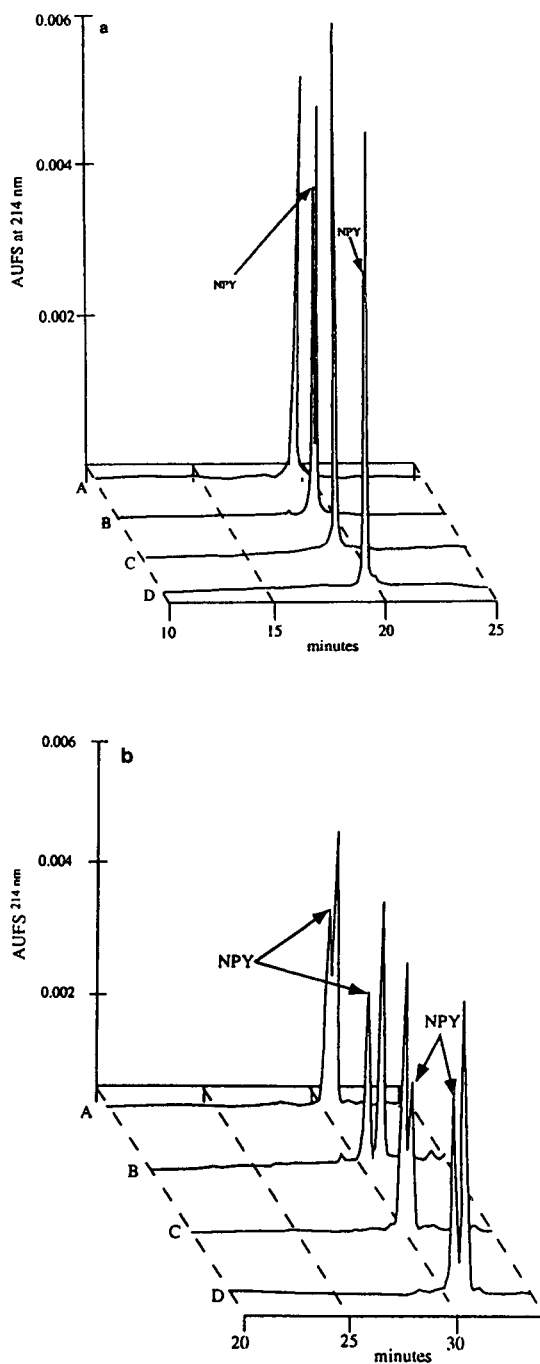 a
0.006
0.004
0.002
AUFS at 214 nm
NPY
NPY
A
B
C
D
10 15 20 25
minutes
b
0.006
0.004
0.002
AUFS 214 nm
NPY
NPY
A
B
C
D
20 25 30
minutes